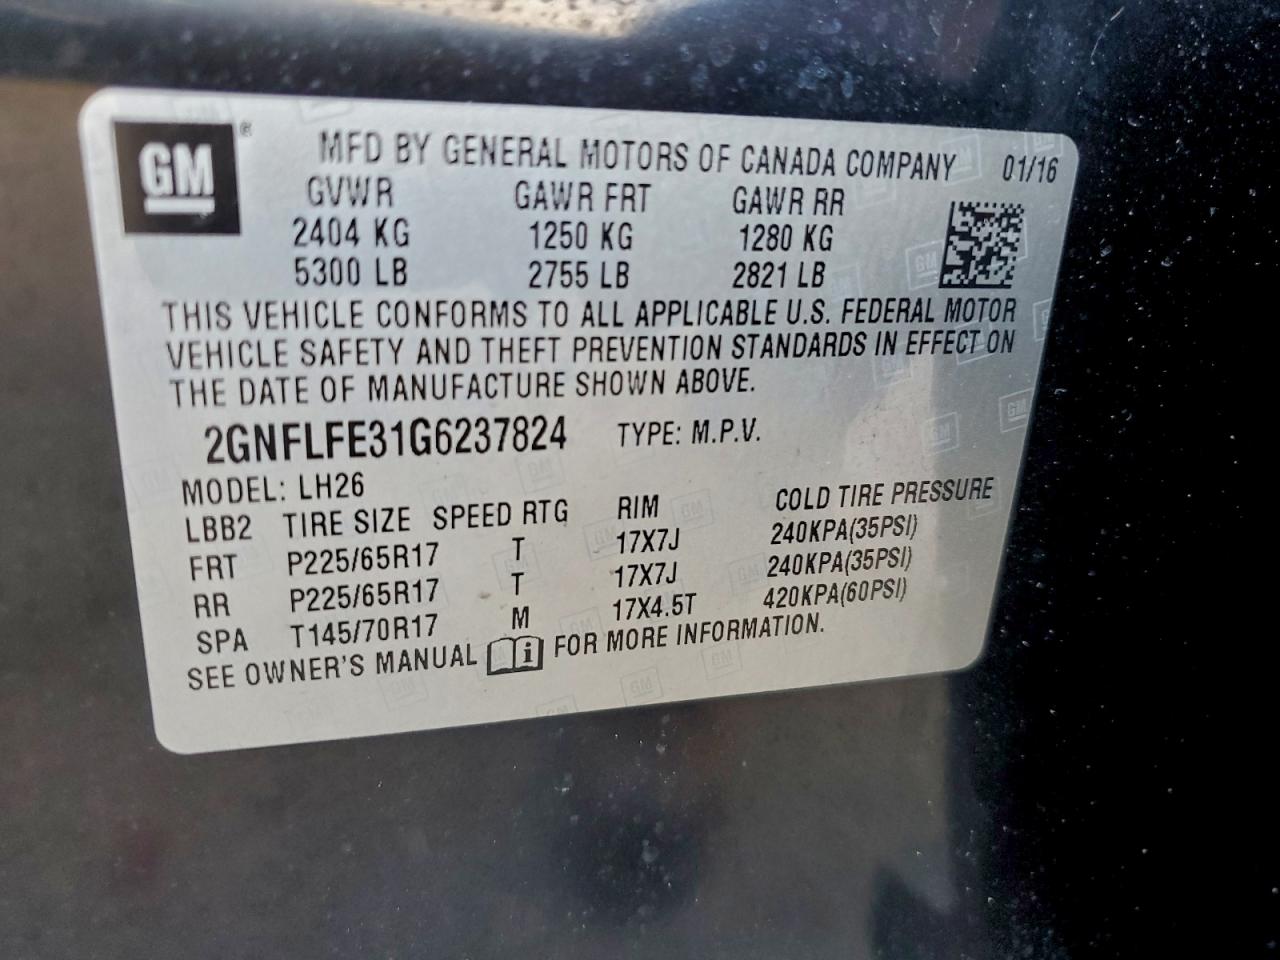 GM® MFD BY GENERAL MOTORS OF CANADA COMPANY 01/16
GVWR GAWR FRT GAWR RR
2404 KG 1250 KG 1280 KG
5300 LB 2755 LB 2821 LB
THIS VEHICLE CONFORMS TO ALL APPLICABLE U.S. FEDERAL MOTOR
VEHICLE SAFETY AND THEFT PREVENTION STANDARDS IN EFFECT ON
THE DATE OF MANUFACTURE SHOWN ABOVE.
2GNFLFE31G6237824 TYPE: M.P.V.
MODEL: LH26
LBB2 TIRE SIZE SPEED RTG RIM COLD TIRE PRESSURE
FRT P225/65R17 T 17X7J 240KPA(35PSI)
RR P225/65R17 T 17X7J 240KPA(35PSI)
SPA T145/70R17 M 17X4.5T 420KPA(60PSI)
SEE OWNER'S MANUAL i FOR MORE INFORMATION.